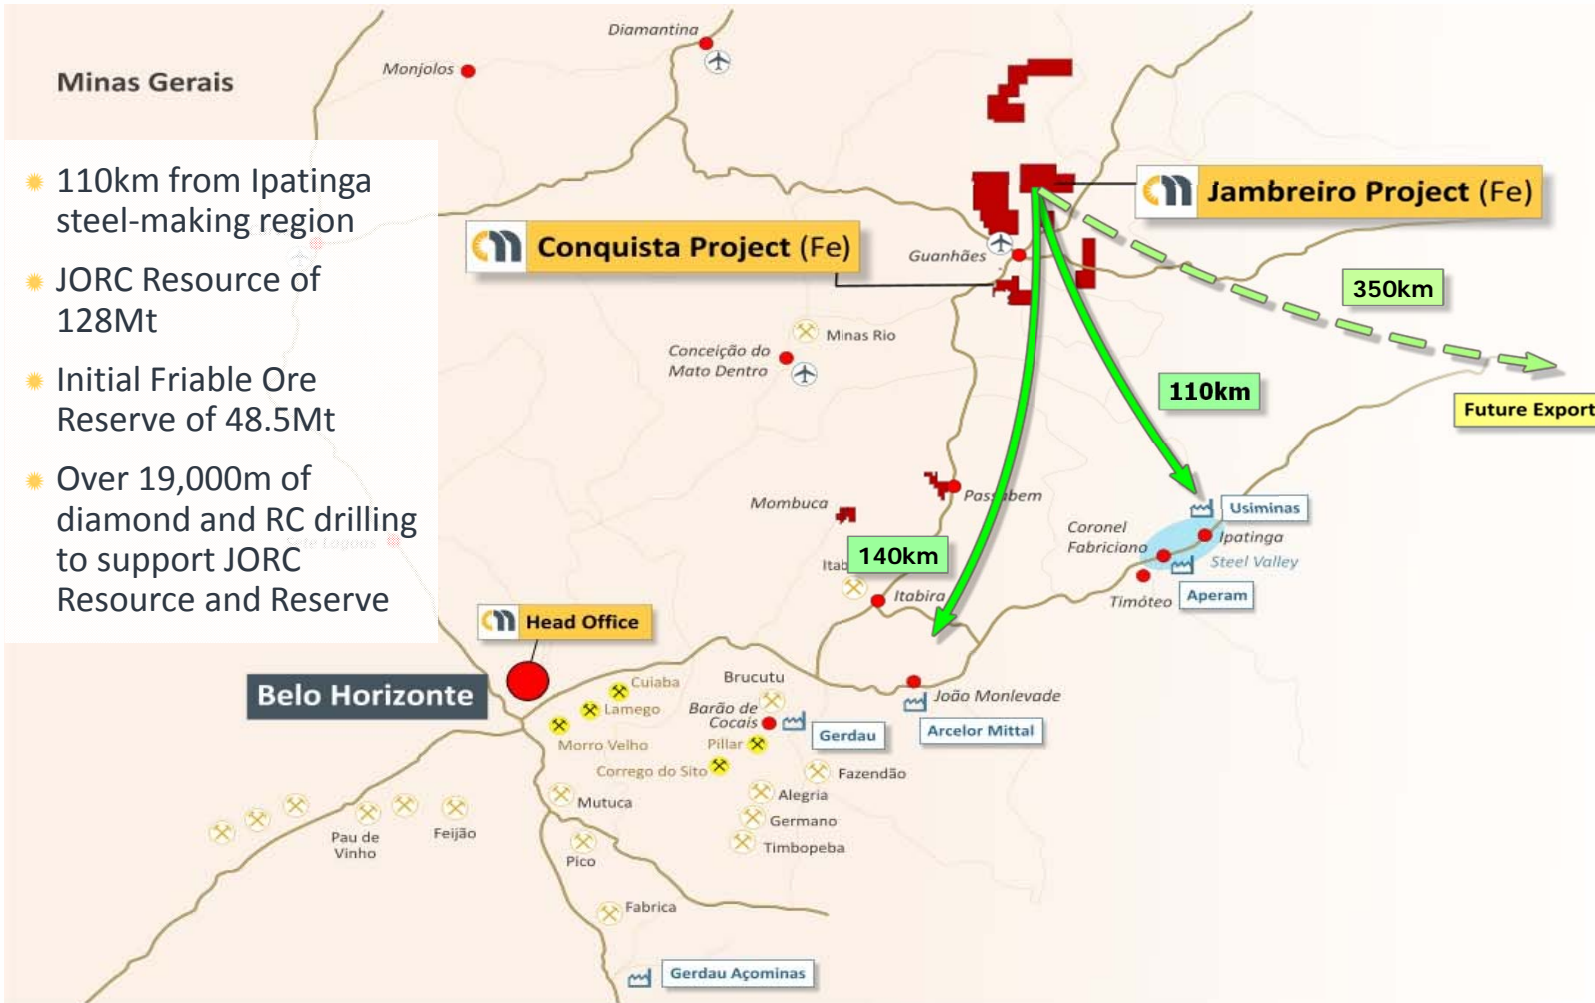 Minas Gerais
110km from Ipatinga
steel-making region
JORC Resource of
128Mt
Initial Friable Ore
Reserve of 48.5Mt
Over 19,000m of
diamond and RC drilling
to support JORC
Resource and Reserve
Diamantina
Monjolos
Jambreiro Project (Fe)
Conquista Project (Fe)
Guanhães
350km
Minas Rio
Conceição do
Mato Dentro
110km
Future Export
Passabem
Mombuca
Usiminas
Coronel
Fabriciano
Ipatinga
Steel Valley
140km
Itab
Itabira
Timóteo
Aperam
Head Office
Belo Horizonte
Cuiaba
Lamego
Morro Velho
Brucutu
Barão de
Cocais
Gerdau
João Monlevade
Arcelor Mittal
Pillar
Corrego do Sito
Fazendão
Alegria
Germano
Timbopeba
Mutuca
Pau de
Vinho
Feijão
Pico
Fabrica
Gerdau Açominas